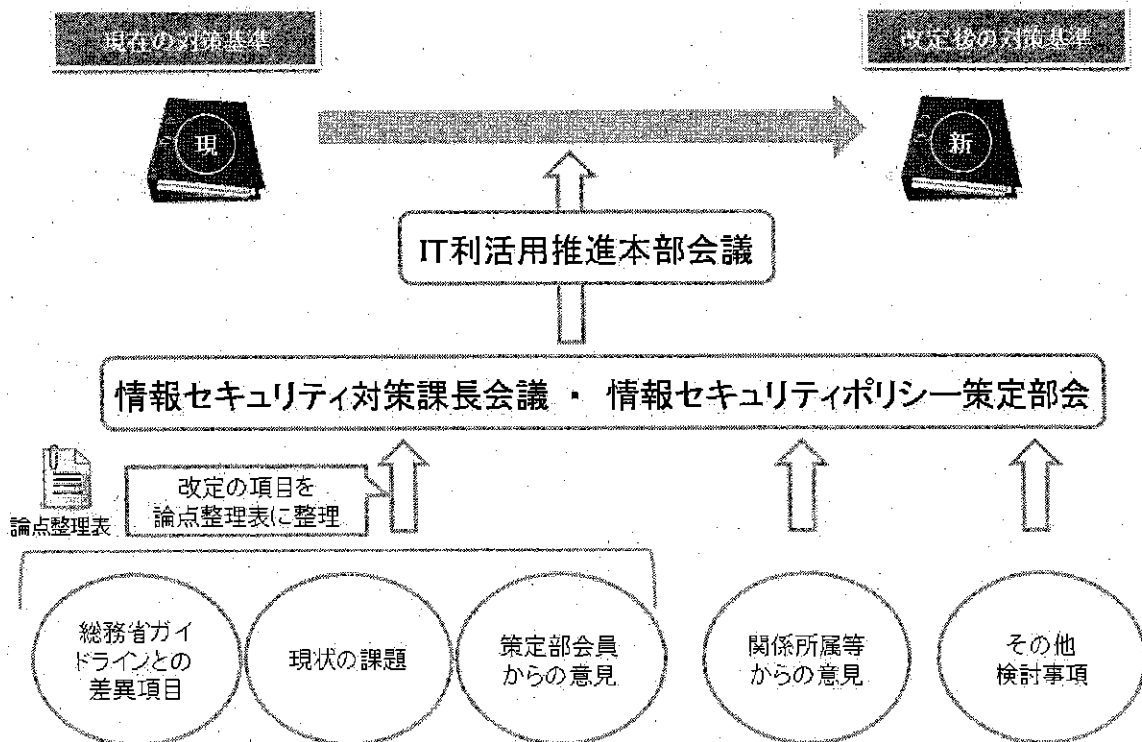 現在の対策基準
改定後の対策基準
現
新
IT利活用推進本部会議
情報セキュリティ対策課長会議 ・ 情報セキュリティポリシー策定部会
論点整理表
改定の項目を
論点整理表に整理
総務省ガイ
ドラインとの
差異項目
現状の課題
策定部会員
からの意見
関係所属等
からの意見
その他
検討事項